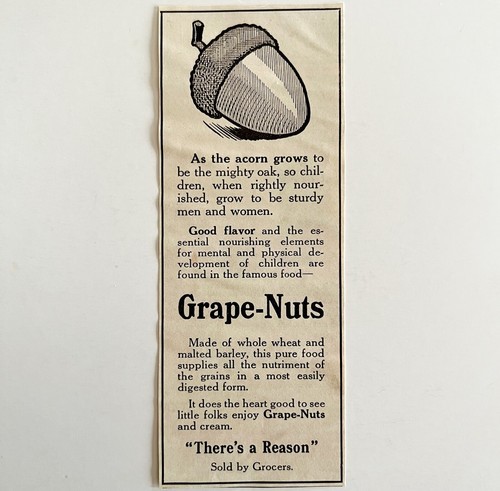 As the acorn grows to
be the mighty oak, so chil-
dren, when rightly nour-
ished, grow to be sturdy
men and women.
Good flavor and the es-
sential nourishing elements
for mental and physical de-
velopment of children are
found in the famous food—
Grape-Nuts
Made of whole wheat and
malted barley, this pure food
supplies all the nutriment of
the grains in a most easily
digested form.
It does the heart good to see
little folks enjoy Grape-Nuts
and cream.
"There's a Reason"
Sold by Grocers.